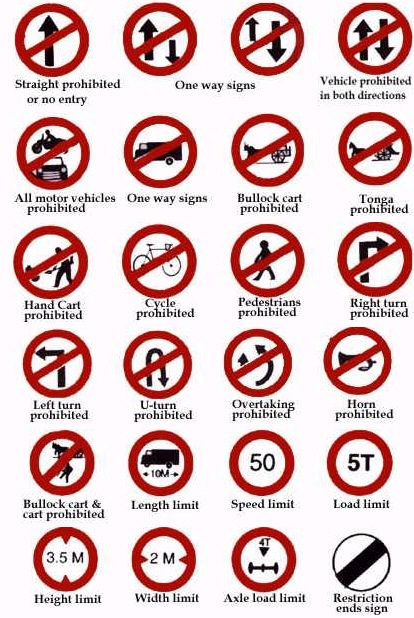 Straight prohibited
or no entry
One way signs
Vehicle prohibited
in both directions
All motor vehicles
prohibited
One way signs
Bullock cart
prohibited
Tonga
prohibited
Hand Cart
prohibited
Cycle
prohibited
Pedestrians
prohibited
Right turn
prohibited
Left turn
prohibited
U-turn
prohibited
Overtaking
prohibited
Horn
prohibited
Bullock cart &
cart prohibited
10M
Length limit
50
Speed limit
5T
Load limit
3.5 M
Height limit
2 M
Width limit
4T
Axle load limit
Restriction
ends sign